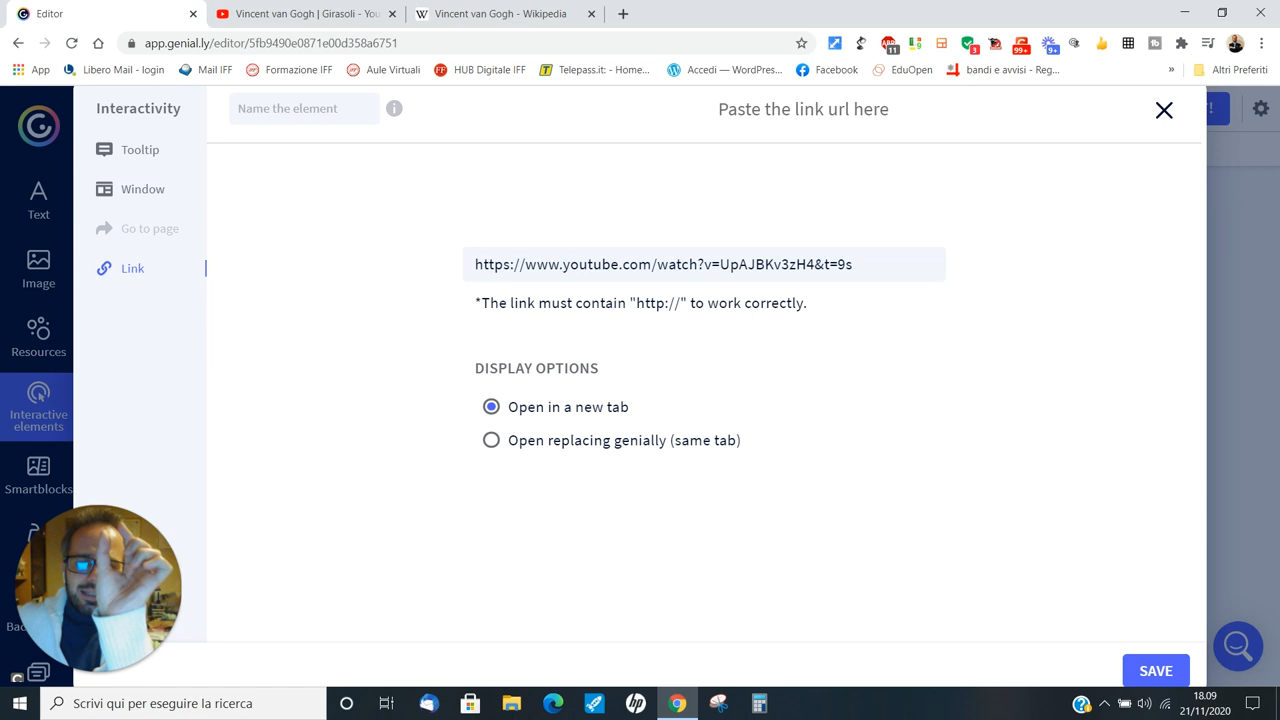 Editor
Vincent van Gogh | Girasoli - You
Vincent van Gogh - Wikipedia
app.genial.ly/editor/5fb9490e0871e00d358a6751
11
3
99+
9+
App
Libero Mail - login
Mail IFF
Formazione IFF
Aule Virtuali
HUB Digitale IFF
Telepass.it: - Home...
Accedi — WordPres...
Facebook
EduOpen
bandi e avvisi - Reg...
»
Altri Preferiti
Interactivity
Name the element
Paste the link url here
Tooltip
Window
Go to page
Link
Text
Image
Resources
Interactive
elements
Smartblocks
https://www.youtube.com/watch?v=UpAJBKv3zH4&t=9s
*The link must contain "http://" to work correctly.
DISPLAY OPTIONS
Open in a new tab
Open replacing genially (same tab)
SAVE
Scrivi qui per eseguire la ricerca
18.09
21/11/2020